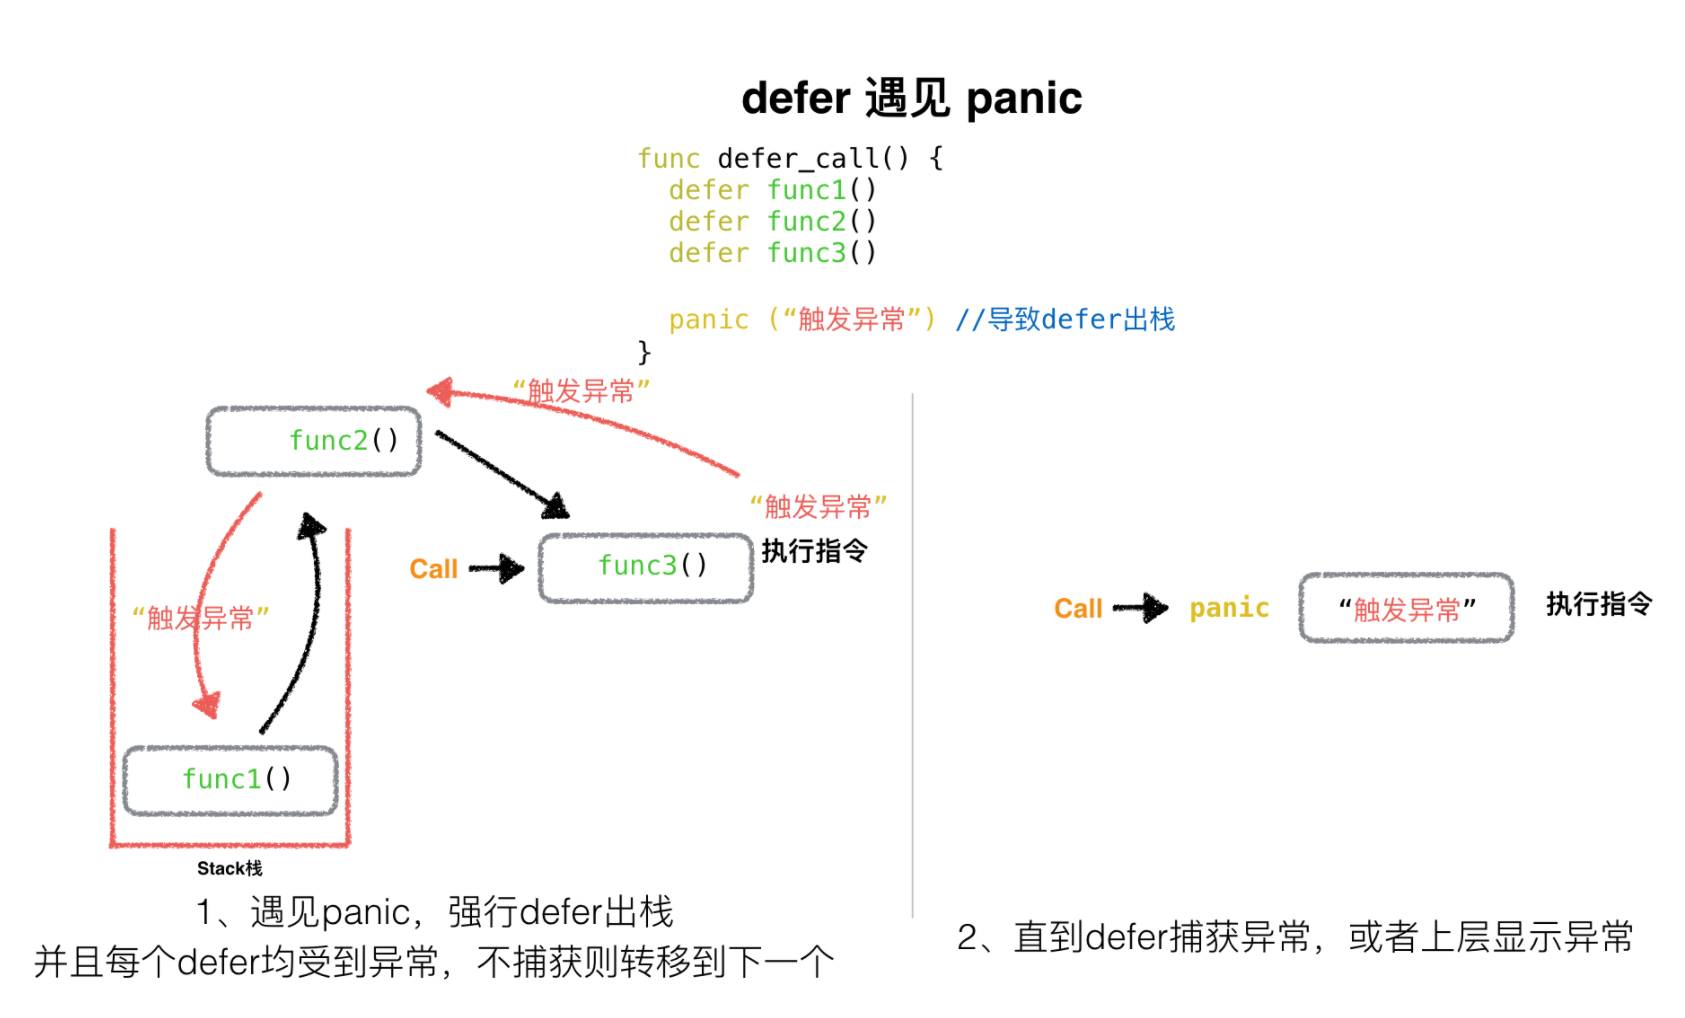 defer 遇见 panic
func defer_call() {
defer func1()
defer func2()
defer func3()
panic (“触发异常”) //导致defer出栈
}
“触发异常”
func2()
“触发异常”
执行指令
Call
func3()
“触发异常”
func1()
Stack栈
1、遇见panic，强行defer出栈
并且每个defer均受到异常，不捕获则转移到下一个
Call
panic
“触发异常”
执行指令
2、直到defer捕获异常，或者上层显示异常